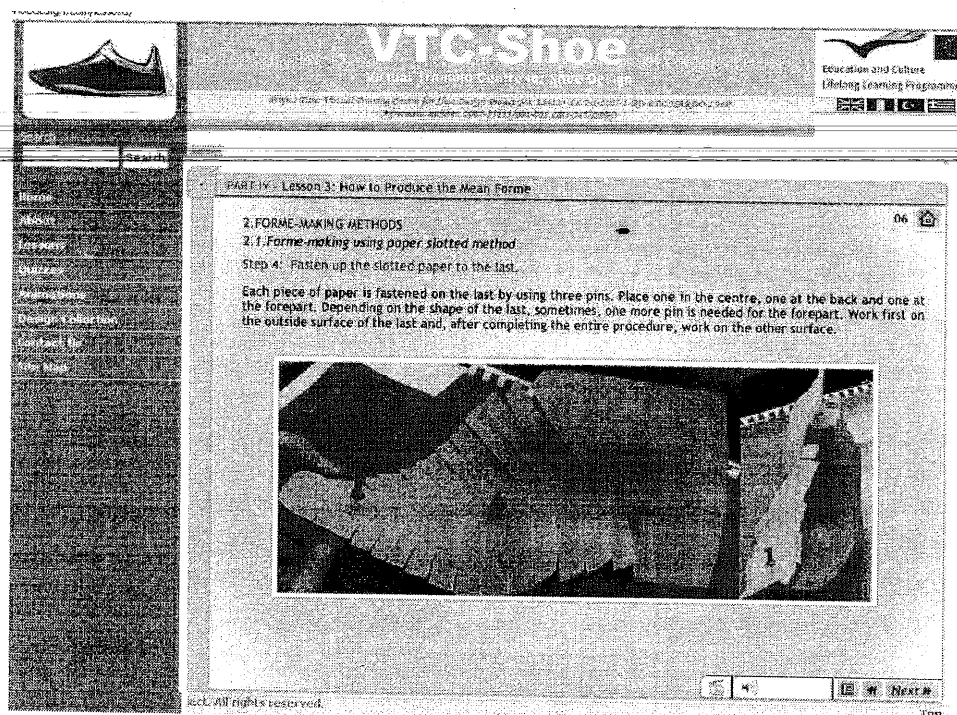 VTC-Shoe
Education and Culture
Lifelong Learning Programme
Search
Search
Home
About
Lessons
Quizzes
Contact Us
Site Map
PART IV - Lesson 3: How to Produce the Mean Forme
06
2.FORME-MAKING METHODS
2.1.Forme-making using paper slotted method
Step 4: Fasten up the slotted paper to the last.
Each piece of paper is fastened on the last by using three pins. Place one in the centre, one at the back and one at
the forepart. Depending on the shape of the last, sometimes, one more pin is needed for the forepart. Work first on
the outside surface of the last and, after completing the entire procedure, work on the other surface.
1
Next
ect. All rights reserved.
Top